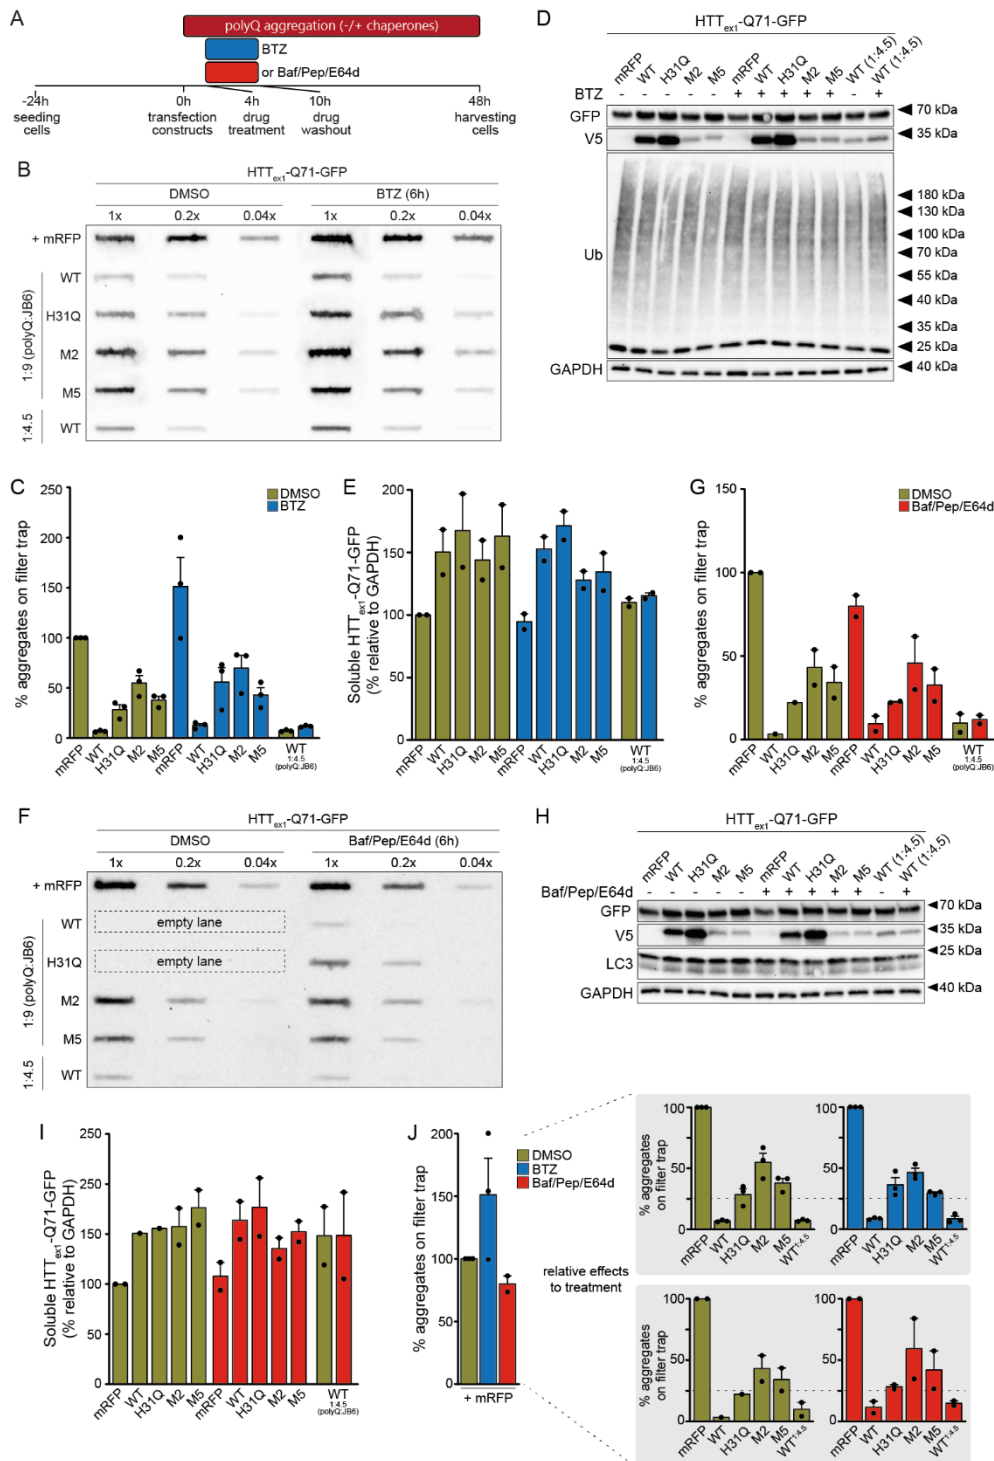 A
polyQ aggregation (-/+ chaperones)
BTZ
or Baf/Pep/E64d
-24h 0h 4h 10h 48h
seeding cells
transfection constructs
drug treatment
drug washout
harvesting cells
B
HTTex1-Q71-GFP
DMSO BTZ (6h)
1x 0.2x 0.04x 1x 0.2x 0.04x
+ mRFP
WT
H31Q
M2
M5
WT
1:9 (polyQ:JB6)
1:4.5
D
HTTex1-Q71-GFP
mRFP WT H31Q M2 M5 mRFP WT H31Q M2 M5 WT (1:4.5) WT (1:4.5)
BTZ - - - - - + + + + + - +
GFP 70 kDa
V5 35 kDa
Ub
180 kDa
130 kDa
100 kDa
70 kDa
55 kDa
40 kDa
35 kDa
25 kDa
GAPDH 40 kDa
C
% aggregates on filter trap
250
200
150
100
50
0
DMSO
BTZ
mRFP WT H31Q M2 M5 mRFP WT H31Q M2 M5 WT
1:4.5
(polyQ:JB6)
E
Soluble HTTex1-Q71-GFP
(% relative to GAPDH)
200
150
100
50
0
mRFP WT H31Q M2 M5 mRFP WT H31Q M2 M5 WT
1:4.5
(polyQ:JB6)
G
% aggregates on filter trap
150
100
50
0
DMSO
Baf/Pep/E64d
mRFP WT H31Q M2 M5 mRFP WT H31Q M2 M5 WT
1:4.5
(polyQ:JB6)
F
HTTex1-Q71-GFP
DMSO Baf/Pep/E64d (6h)
1x 0.2x 0.04x 1x 0.2x 0.04x
+ mRFP
WT empty lane
H31Q empty lane
M2
M5
WT
1:9 (polyQ:JB6)
1:4.5
H
HTTex1-Q71-GFP
mRFP WT H31Q M2 M5 mRFP WT H31Q M2 M5 WT (1:4.5) WT (1:4.5)
Baf/Pep/E64d - - - - - + + + + + - +
GFP 70 kDa
V5 35 kDa
25 kDa
LC3
GAPDH 40 kDa
I
Soluble HTTex1-Q71-GFP
(% relative to GAPDH)
250
200
150
100
50
0
mRFP WT H31Q M2 M5 mRFP WT H31Q M2 M5 WT
1:4.5
(polyQ:JB6)
J
% aggregates on filter trap
200
150
100
50
0
+ mRFP
DMSO
BTZ
Baf/Pep/E64d
relative effects
to treatment
% aggregates
on filter trap
100
50
0
mRFP WT H31Q M2 M5 WT1:4.5
% aggregates
on filter trap
100
50
0
mRFP WT H31Q M2 M5 WT1:4.5
% aggregates
on filter trap
100
50
0
mRFP WT H31Q M2 M5 WT1:4.5
% aggregates
on filter trap
100
50
0
mRFP WT H31Q M2 M5 WT1:4.5